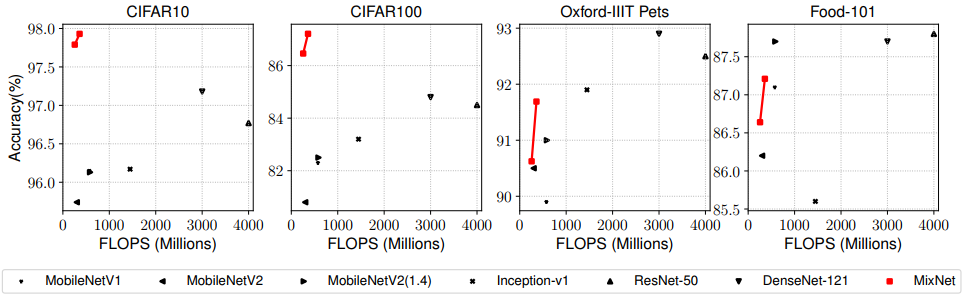 CIFAR10 CIFAR100 Oxford-IIIT Pets Food-101
Accuracy(%)
98.0
97.5
97.0
96.5
96.0
0 1000 2000 3000 4000
FLOPS (Millions)
86
84
82
0 1000 2000 3000 4000
FLOPS (Millions)
93
92
91
90
0 1000 2000 3000 4000
FLOPS (Millions)
87.5
87.0
86.5
86.0
85.5
0 1000 2000 3000 4000
FLOPS (Millions)
MobileNetV1 MobileNetV2 MobileNetV2(1.4) Inception-v1 ResNet-50 DenseNet-121 MixNet